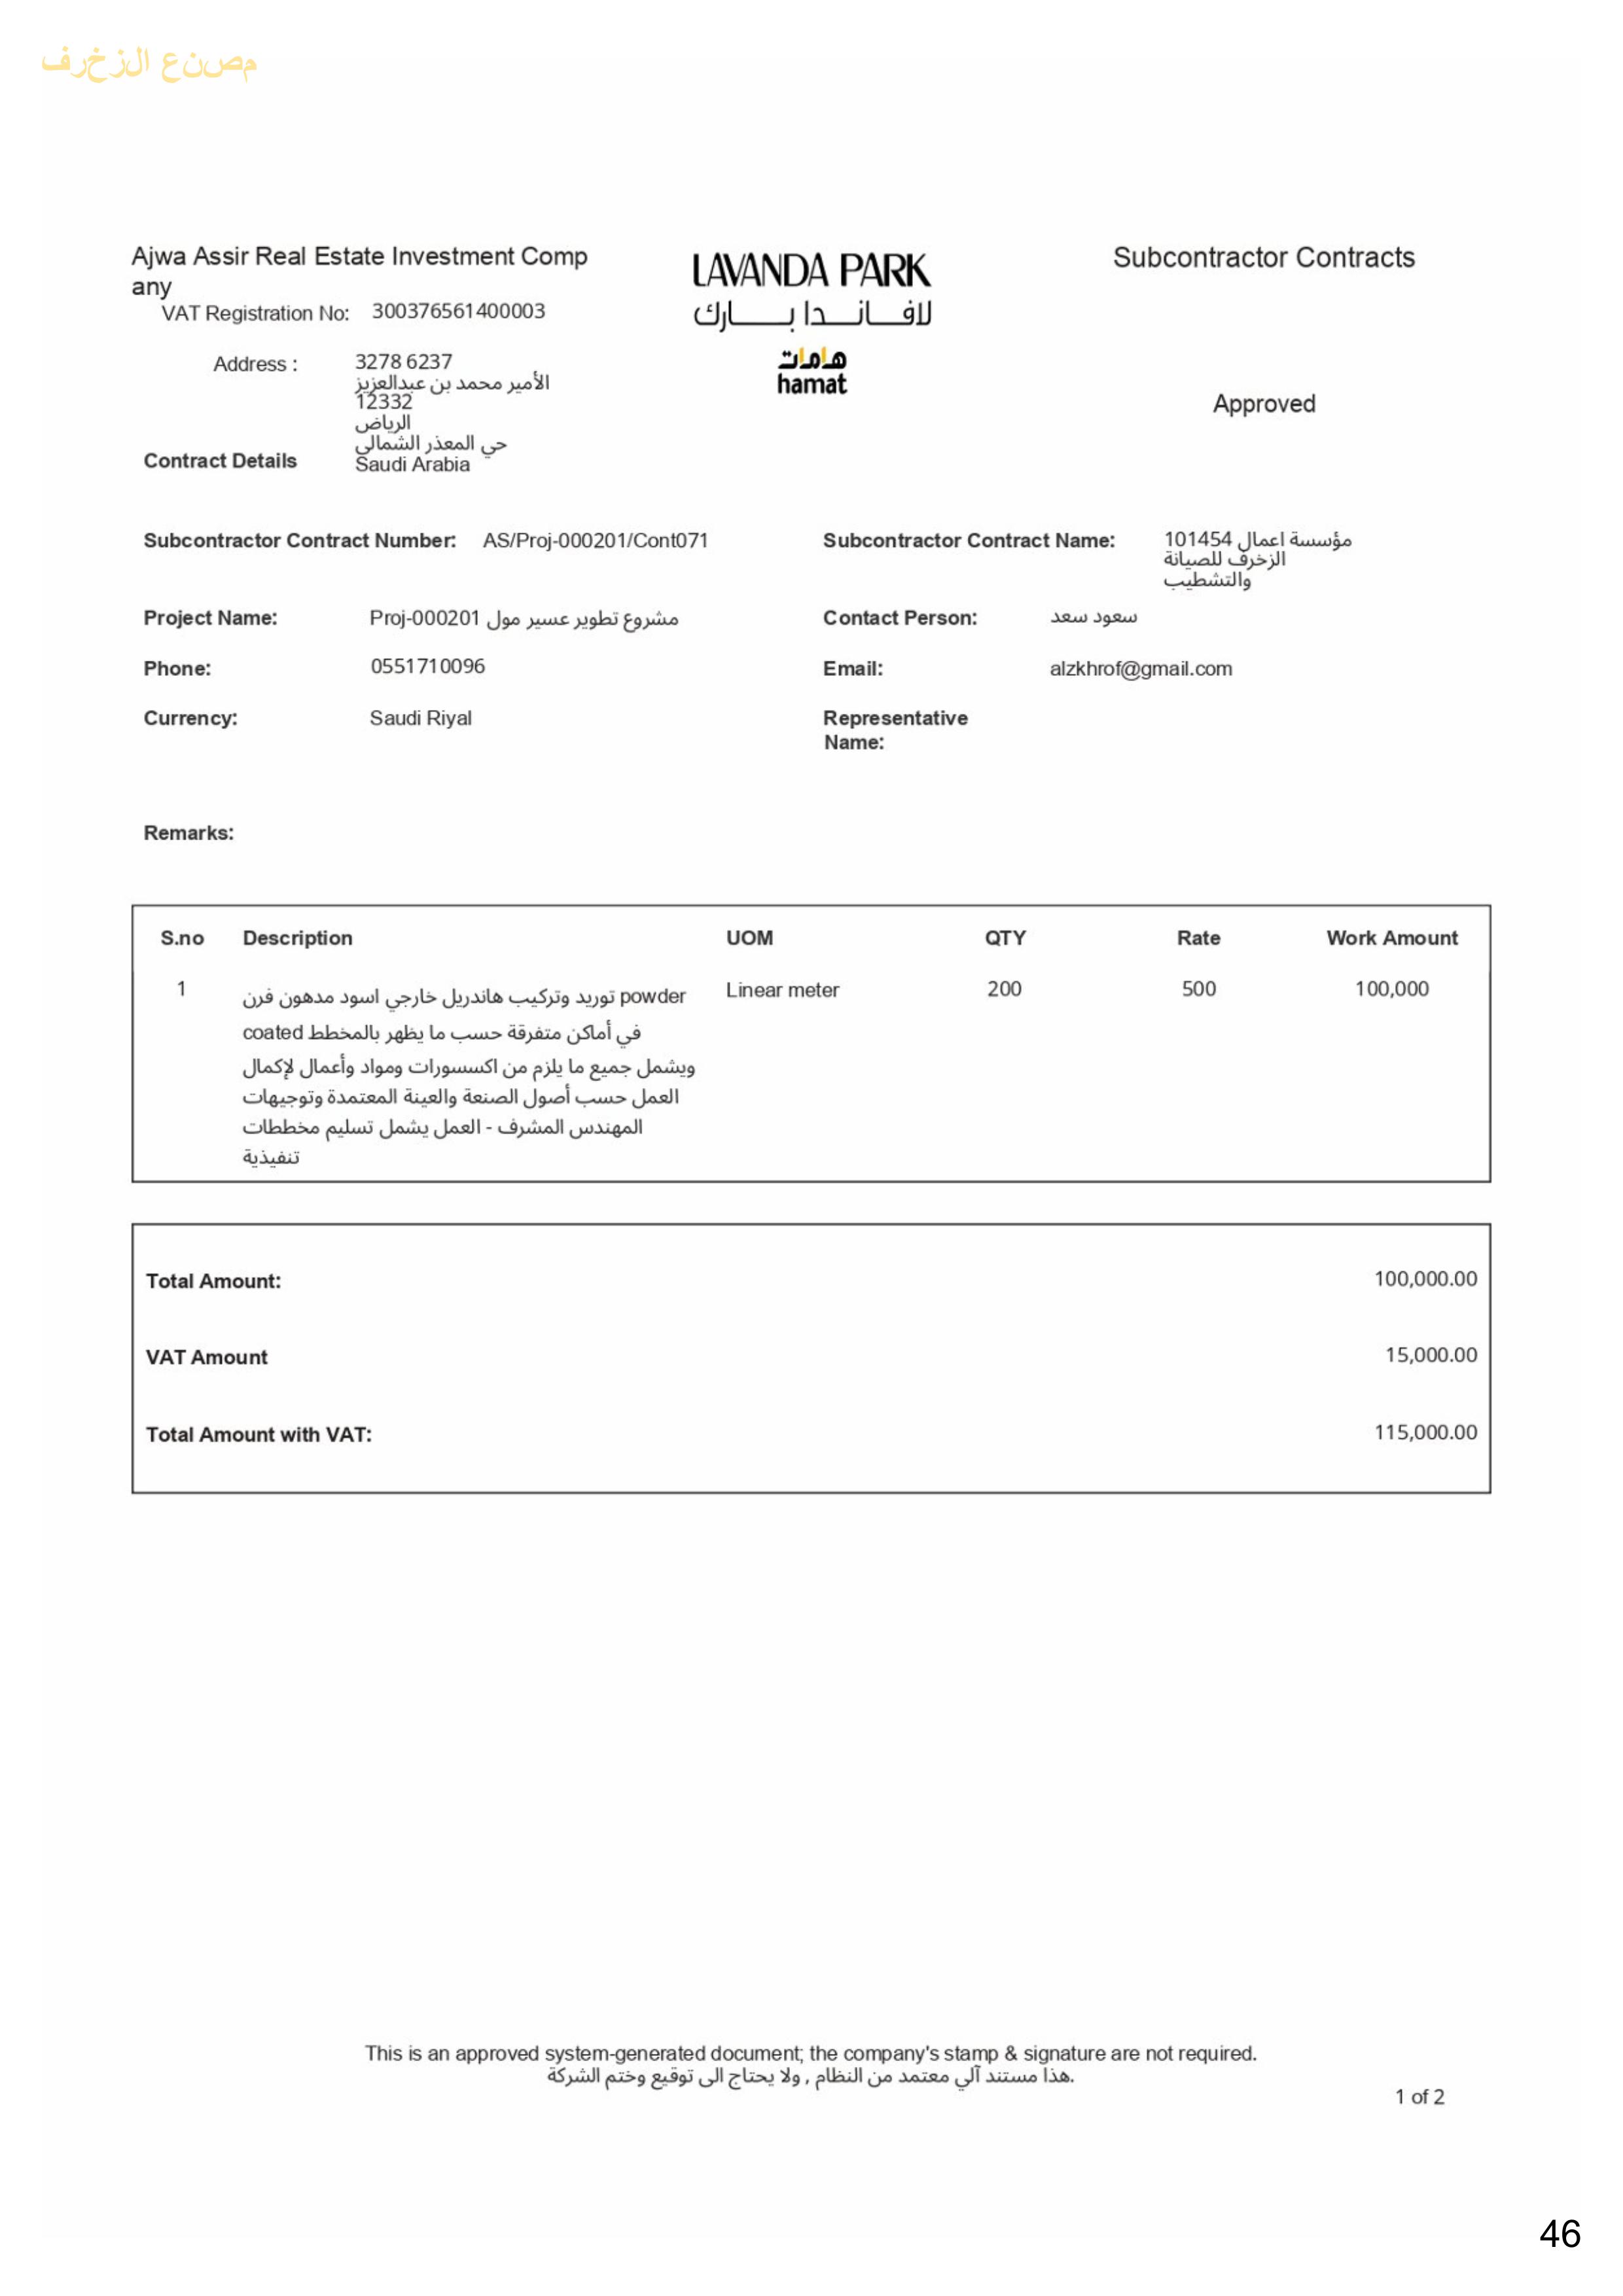 مصنع الزخرف
Ajwa Assir Real Estate Investment Comp
any
VAT Registration No: 300376561400003
Address : 3278 6237
الأمير محمد بن عبدالعزيز
12332
الرياض
حي المعذر الشمالي
Saudi Arabia
LAVANDA PARK
لافاندا بارك
هامات
hamat
Subcontractor Contracts
Approved
Contract Details
Subcontractor Contract Number: AS/Proj-000201/Cont071
Subcontractor Contract Name: 101454 مؤسسة اعمال
الزخرف للصيانة
والتشطيب
Project Name: Proj-000201 مشروع تطوير عسير مول
Contact Person: سعود سعد
Phone: 0551710096
Email: alzkhrof@gmail.com
Currency: Saudi Riyal
Representative
Name:
Remarks:
S.no Description UOM QTY Rate Work Amount
1 توريد وتركيب هاندريل خارجي اسود مدهون فرن powder Linear meter 200 500 100,000
coated في أماكن متفرقة حسب ما يظهر بالمخطط
ويشمل جميع ما يلزم من اكسسورات ومواد وأعمال لإكمال
العمل حسب أصول الصنعة والعينة المعتمدة وتوجيهات
المهندس المشرف - العمل يشمل تسليم مخططات
تنفيذية
Total Amount: 100,000.00
VAT Amount 15,000.00
Total Amount with VAT: 115,000.00
This is an approved system-generated document; the company's stamp & signature are not required.
هذا مستند آلي معتمد من النظام , ولا يحتاج الى توقيع وختم الشركة.
1 of 2
46